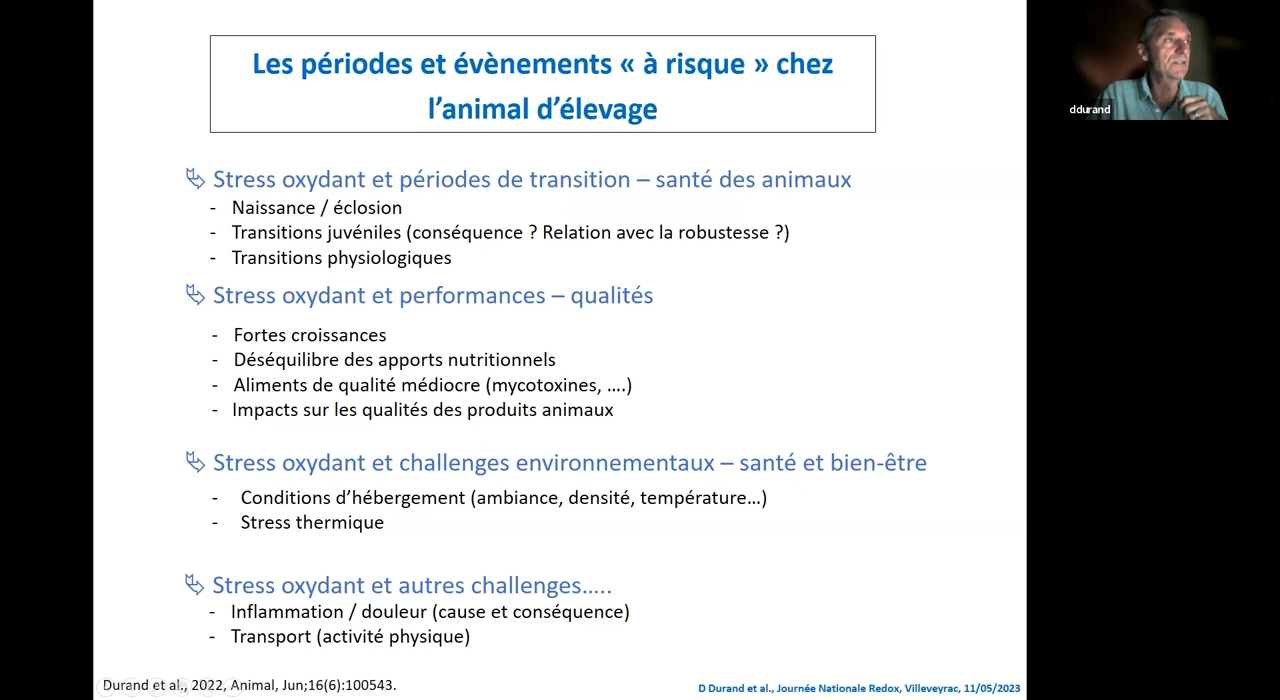 Les périodes et évènements « à risque » chez
l'animal d'élevage
ddurand
Stress oxydant et périodes de transition – santé des animaux
- Naissance / éclosion
- Transitions juvéniles (conséquence ? Relation avec la robustesse ?)
- Transitions physiologiques
Stress oxydant et performances – qualités
- Fortes croissances
- Déséquilibre des apports nutritionnels
- Aliments de qualité médiocre (mycotoxines, ....)
- Impacts sur les qualités des produits animaux
Stress oxydant et challenges environnementaux – santé et bien-être
- Conditions d'hébergement (ambiance, densité, température...)
- Stress thermique
Stress oxydant et autres challenges.....
- Inflammation / douleur (cause et conséquence)
- Transport (activité physique)
Durand et al., 2022, Animal, Jun;16(6):100543.
D Durand et al., Journée Nationale Redox, Villeveyrac, 11/05/2023